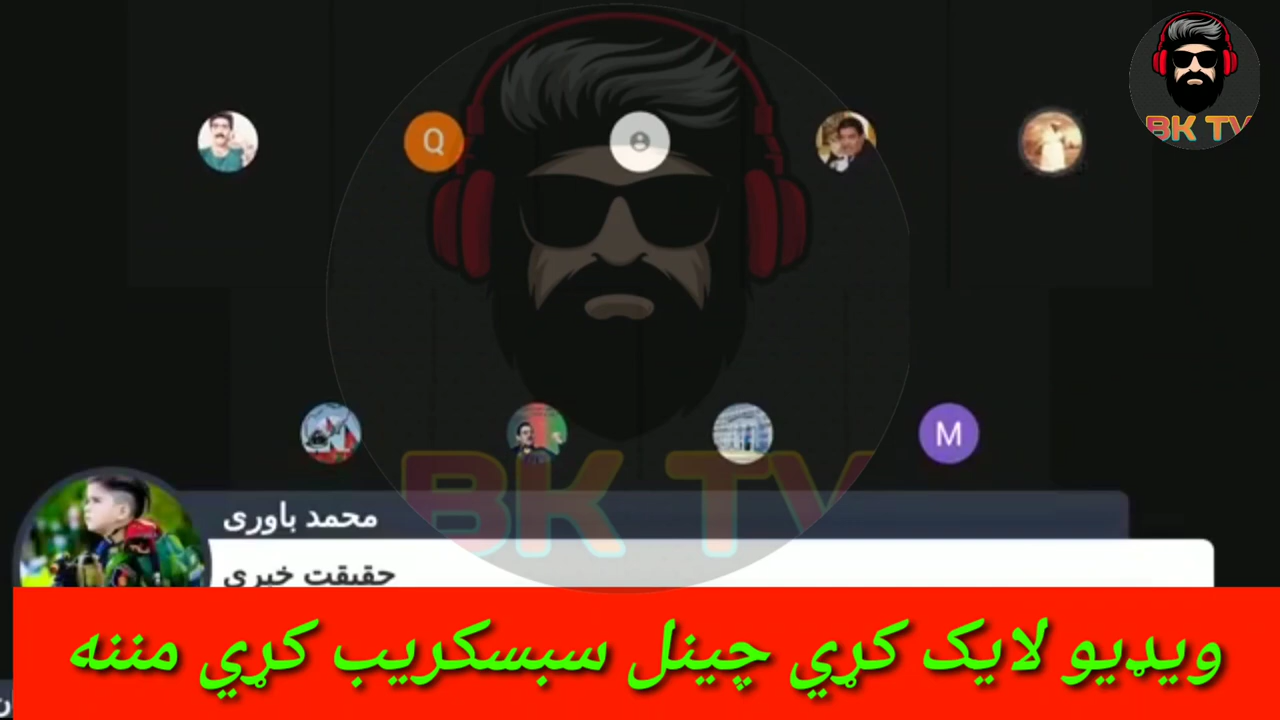 BK TV
Q
M
BK TV
محمد باوری
حقیقت خبری
ویډیو لایک کړي چینل سبسکریب کړي مننه